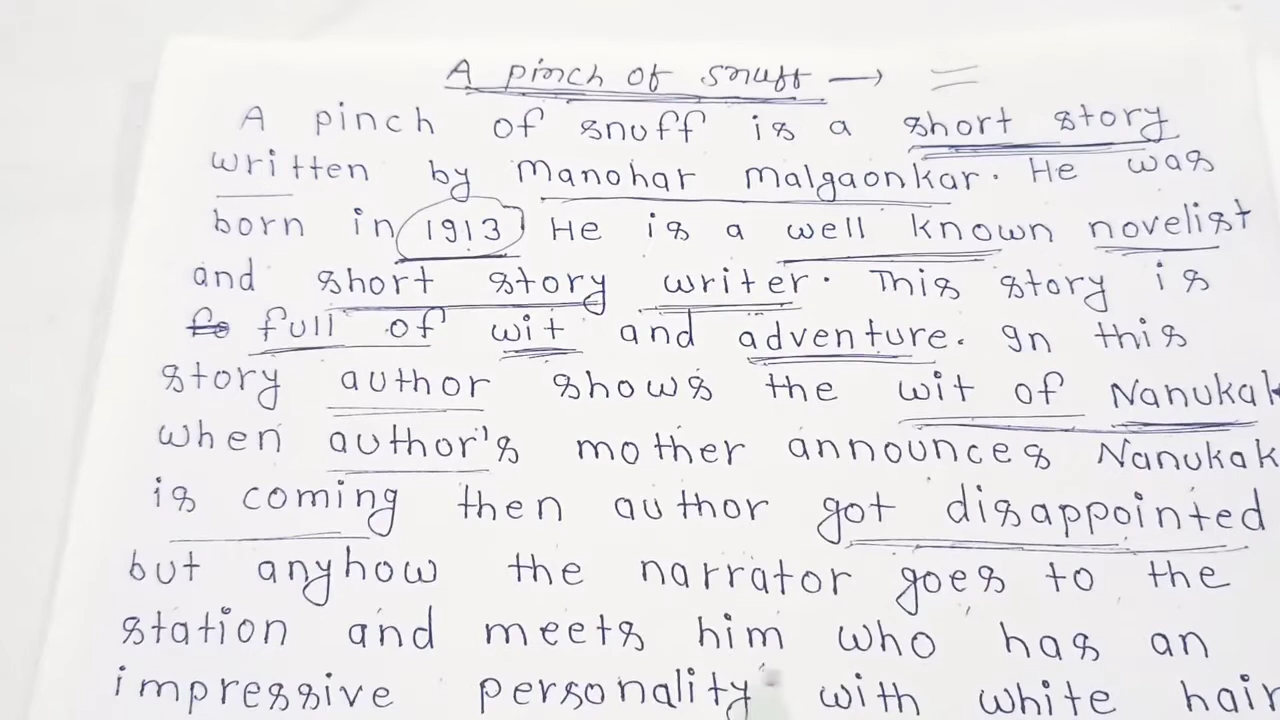 A pinch of snuff → =
A pinch of snuff is a short story
written by Manohar malgaonkar. He was
born in 1913 He is a well known novelist
and short story writer. This story is
full of wit and adventure. In this
story author shows the wit of Nanukak
when author's mother announces Nanukak
is coming then author got disappointed
but anyhow the narrator goes to the
station and meets him who has an
impressive personality with white hair